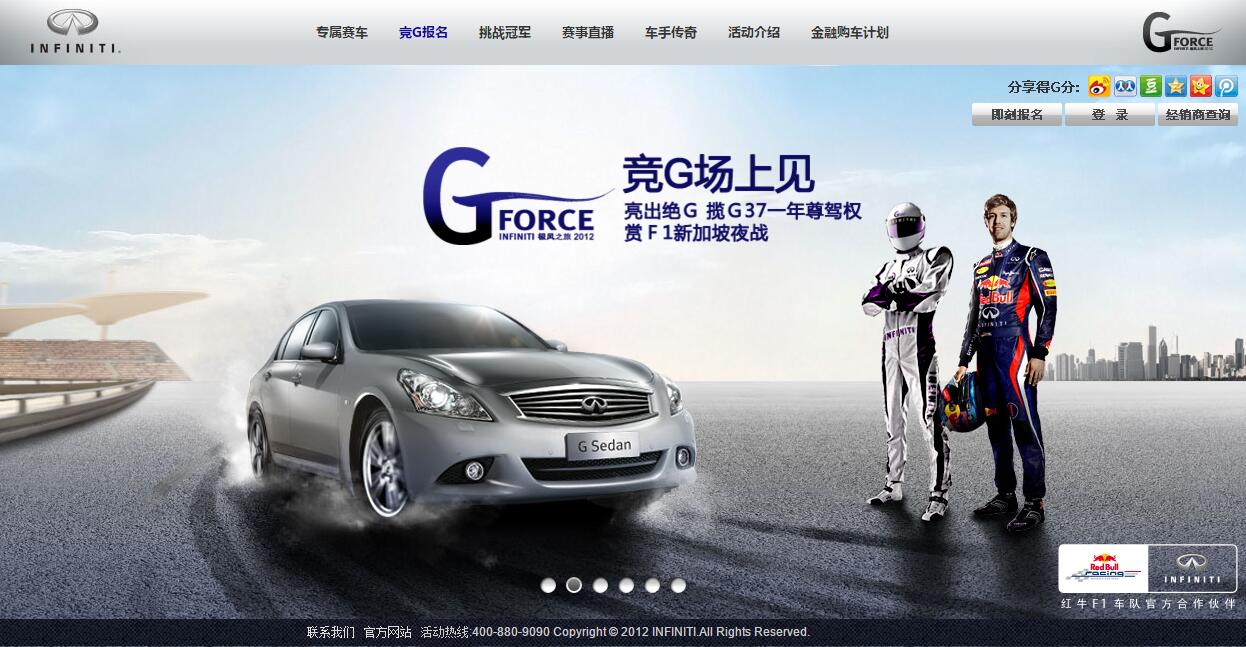 INFINITI
专属赛车 竞G报名 挑战冠军 赛事直播 车手传奇 活动介绍 金融购车计划
G FORCE
INFINITI 极风之旅 2012
分享得G分:
即刻报名 登 录 经销商查询
G FORCE
INFINITI 极风之旅 2012
竞G场上见
亮出绝G 揽G37一年尊驾权
赏F1新加坡夜战
Red Bull
INFINITI
INFINITI
G Sedan
Red Bull
racing
INFINITI
红牛F1车队官方合作伙伴
联系我们 官方网站 活动热线:400-880-9090 Copyright © 2012 INFINITI.All Rights Reserved.